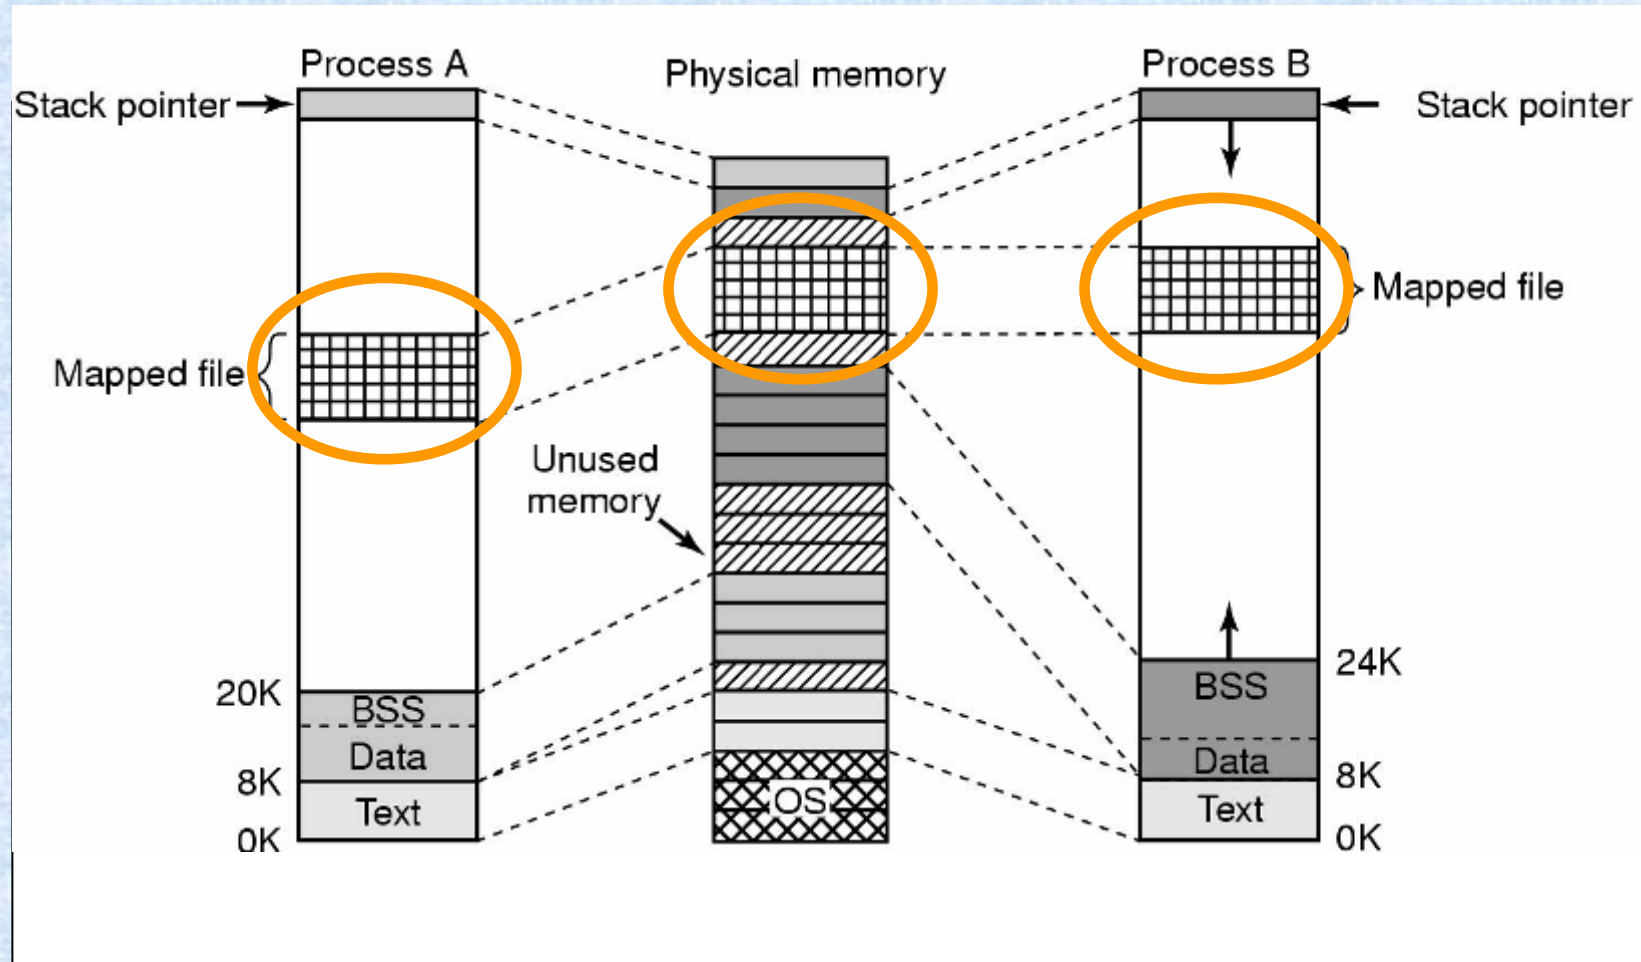 Process A
Physical memory
Process B
Stack pointer
Stack pointer
Mapped file
Mapped file
Unused
memory
20K
BSS
Data
8K
Text
0K
OS
24K
BSS
Data
8K
Text
0K